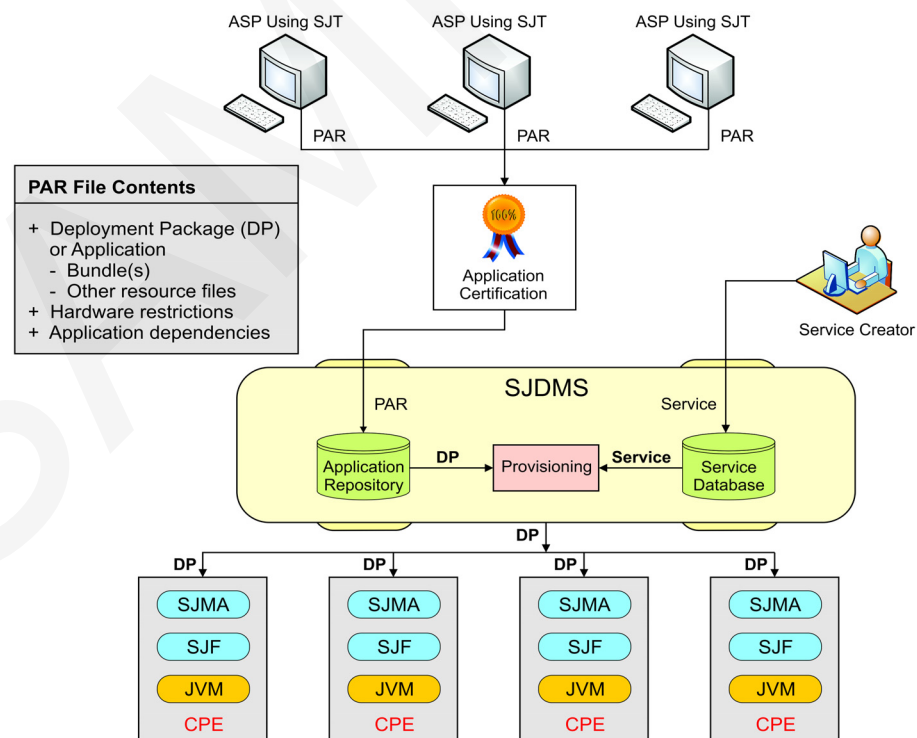 ASP Using SJT
ASP Using SJT
ASP Using SJT
PAR
PAR
PAR
PAR File Contents
+ Deployment Package (DP)
or Application
- Bundle(s)
- Other resource files
+ Hardware restrictions
+ Application dependencies
100%
Application
Certification
Service Creator
SJDMS
PAR
Service
Application
Repository
DP
Provisioning
Service
Service
Database
DP
DP
DP
DP
DP
SJMA
SJF
JVM
CPE
SJMA
SJF
JVM
CPE
SJMA
SJF
JVM
CPE
SJMA
SJF
JVM
CPE